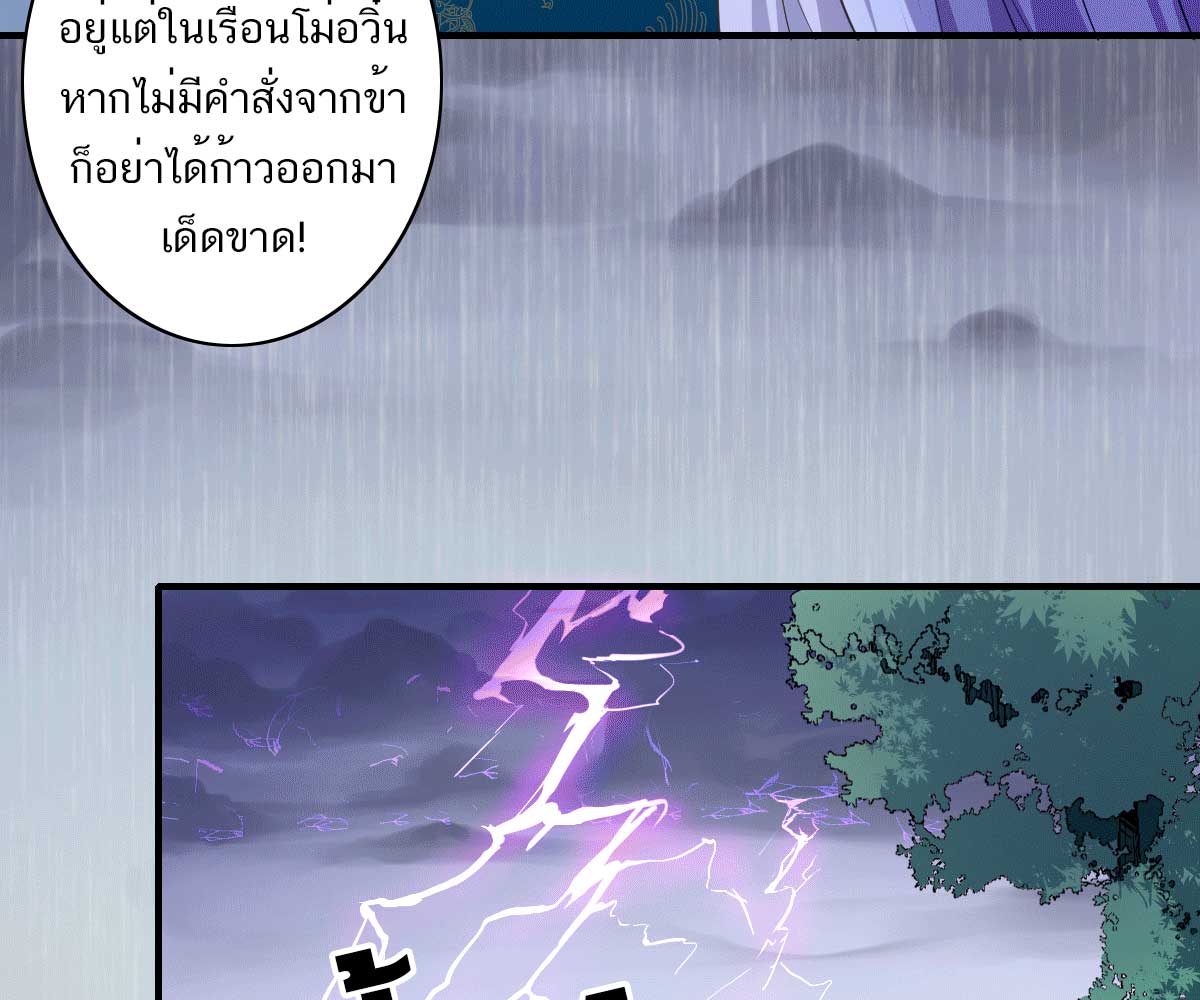 อยู่แต่ในเรือนโม่อวิ๋น
หากไม่มีคำสั่งจากข้า
ก็อย่าได้ก้าวออกมา
เด็ดขาด!